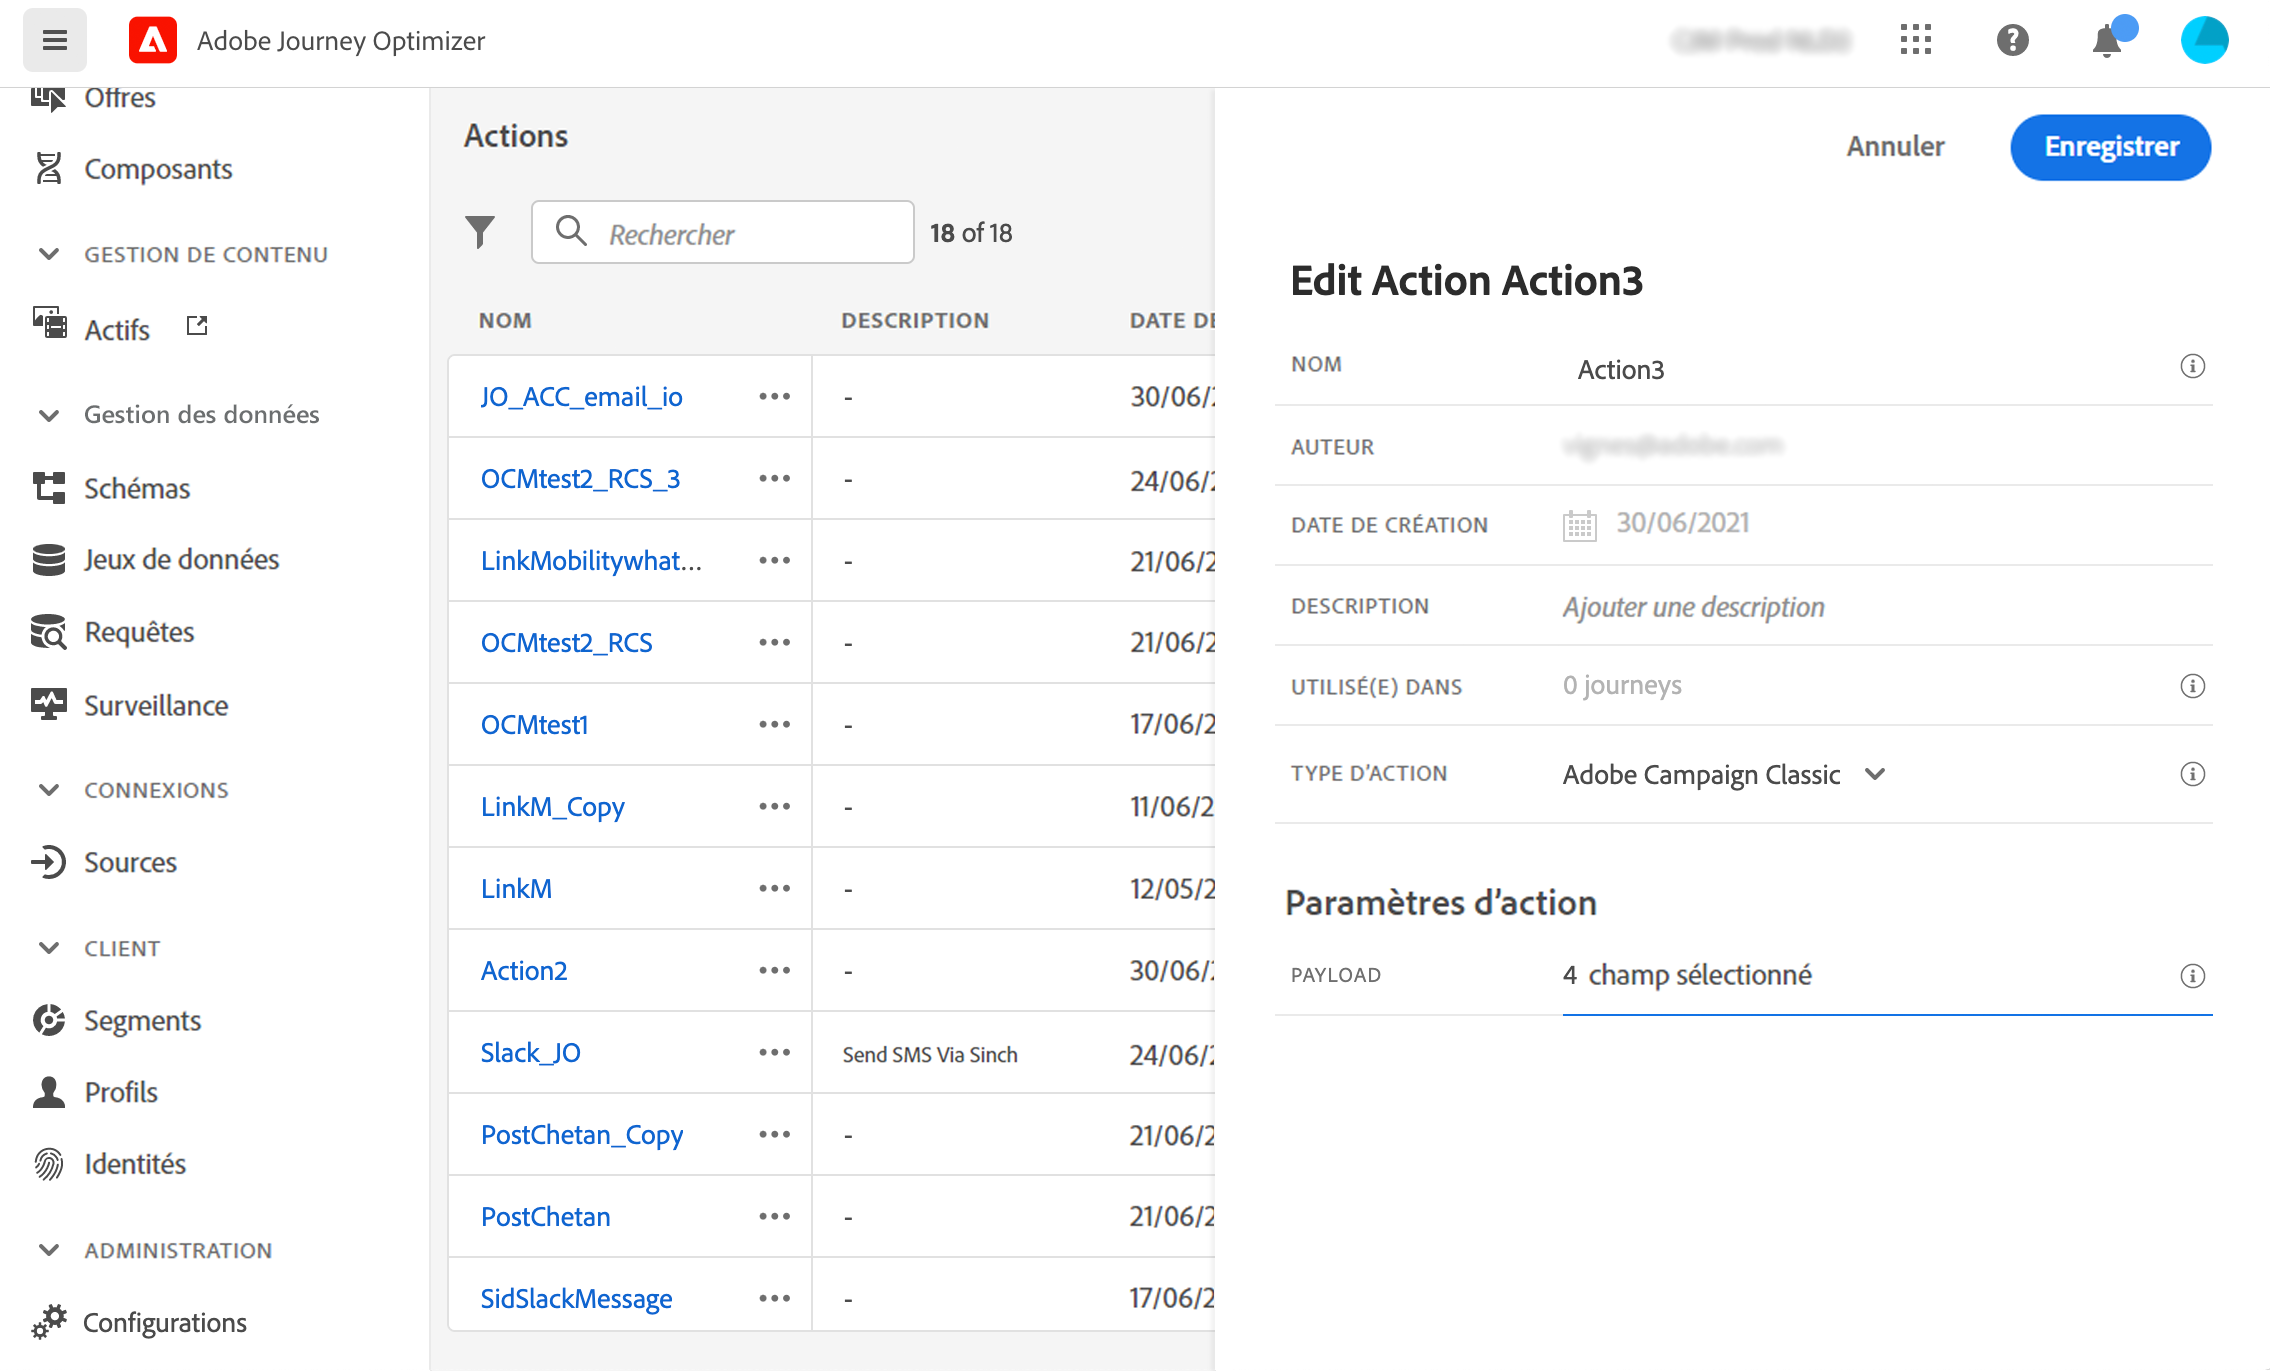 Adobe Journey Optimizer
Offres
Composants
GESTION DE CONTENU
Actifs
Gestion des données
Schémas
Jeux de données
Requêtes
Surveillance
CONNEXIONS
Sources
CLIENT
Segments
Profils
Identités
ADMINISTRATION
Configurations
Actions
Rechercher
18 of 18
NOM DESCRIPTION DATE DE
JO_ACC_email_io ••• - 30/06/
OCMtest2_RCS_3 ••• - 24/06/
LinkMobilitywhat... ••• - 21/06/2
OCMtest2_RCS ••• - 21/06/2
OCMtest1 ••• - 17/06/2
LinkM_Copy ••• - 11/06/2
LinkM ••• - 12/05/2
Action2 ••• - 30/06/
Slack_JO ••• Send SMS Via Sinch 24/06/
PostChetan_Copy ••• - 21/06/2
PostChetan ••• - 21/06/2
SidSlackMessage ••• - 17/06/2
Annuler
Enregistrer
Edit Action Action3
NOM Action3
AUTEUR
DATE DE CRÉATION 30/06/2021
DESCRIPTION Ajouter une description
UTILISÉ(E) DANS 0 journeys
TYPE D’ACTION Adobe Campaign Classic
Paramètres d’action
PAYLOAD 4 champ sélectionné